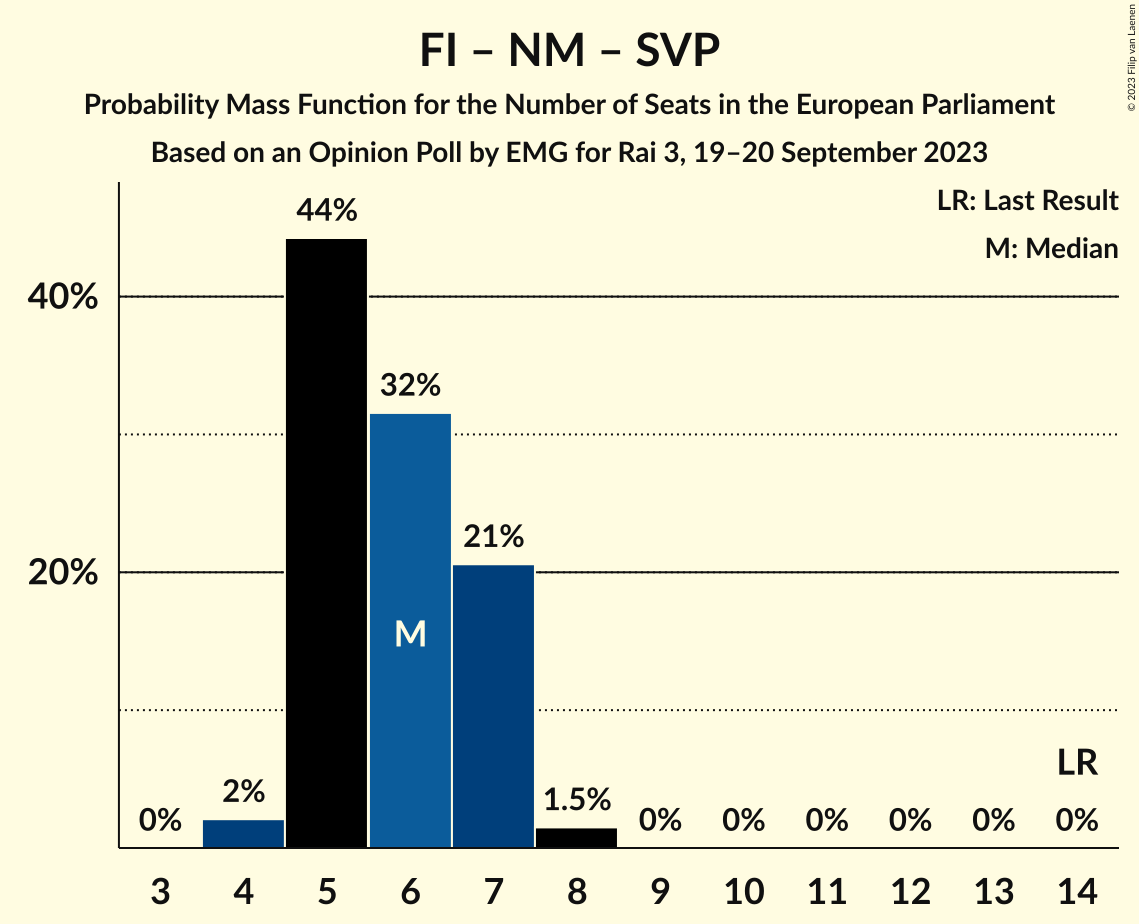 FI – NM – SVP
Probability Mass Function for the Number of Seats in the European Parliament
Based on an Opinion Poll by EMG for Rai 3, 19–20 September 2023
© 2023 Filip van Laenen
LR: Last Result
M: Median
44%
40%
32%
21%
20%
M
LR
0% 2% 1.5% 0% 0% 0% 0% 0% 0%
3 4 5 6 7 8 9 10 11 12 13 14